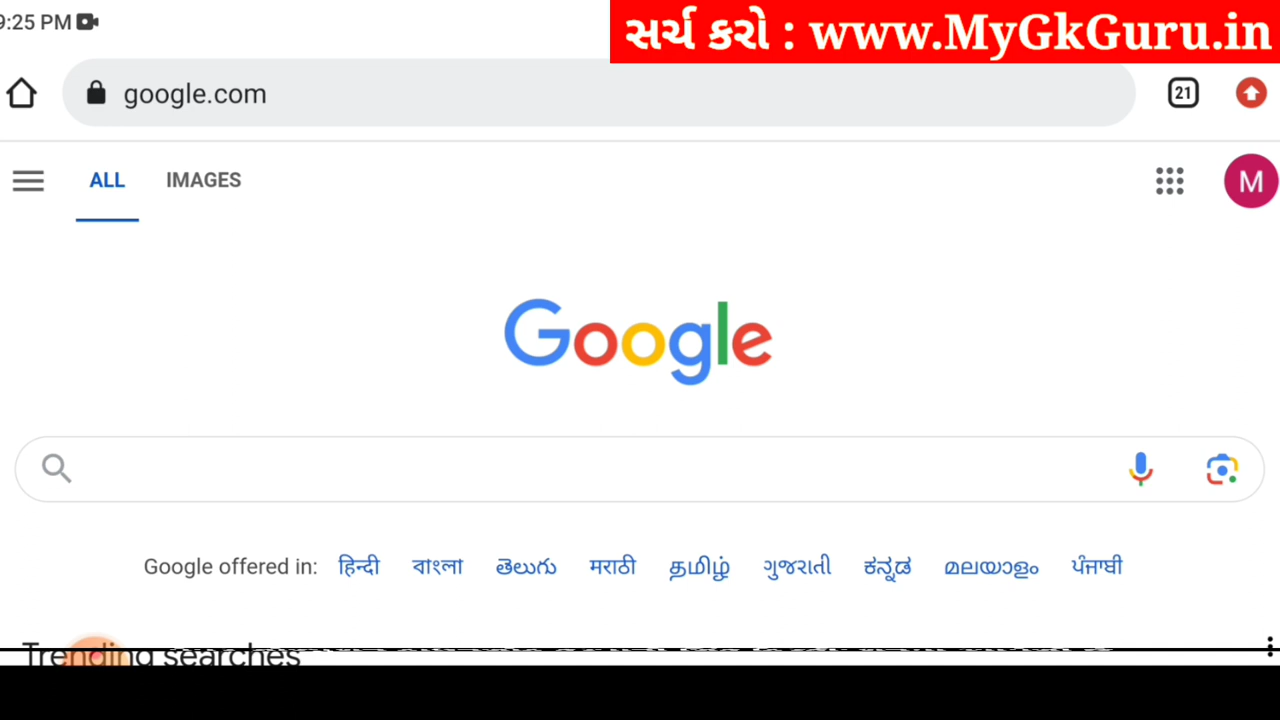 9:25 PM
સર્ચ કરો : www.MyGkGuru.in
google.com
21
ALL IMAGES
M
Google
Google offered in: हिन्दी বাংলা తెలుగు मराठी தமிழ் ગુજરાતી ಕನ್ನಡ മലയാളം ਪੰਜਾਬੀ
Trending searches